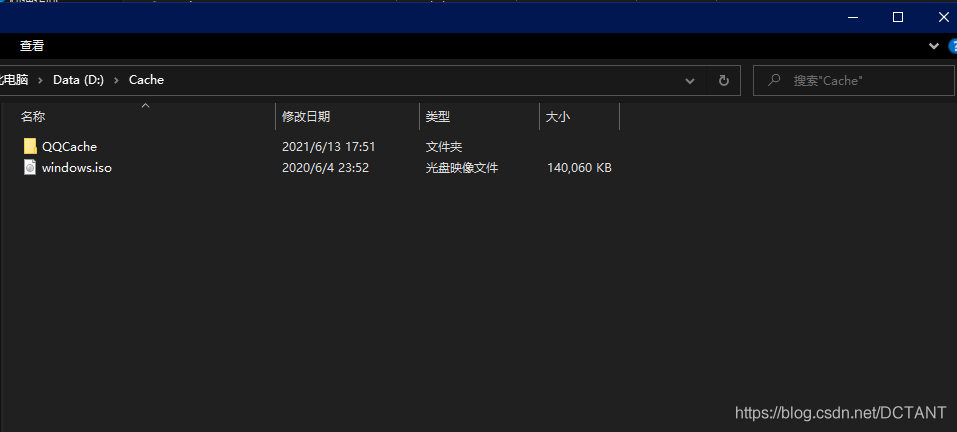 查看
电脑 > Data (D:) > Cache
搜索"Cache"
名称 修改日期 类型 大小
QQCache 2021/6/13 17:51 文件夹
windows.iso 2020/6/4 23:52 光盘映像文件 140,060 KB
https://blog.csdn.net/DCTANT